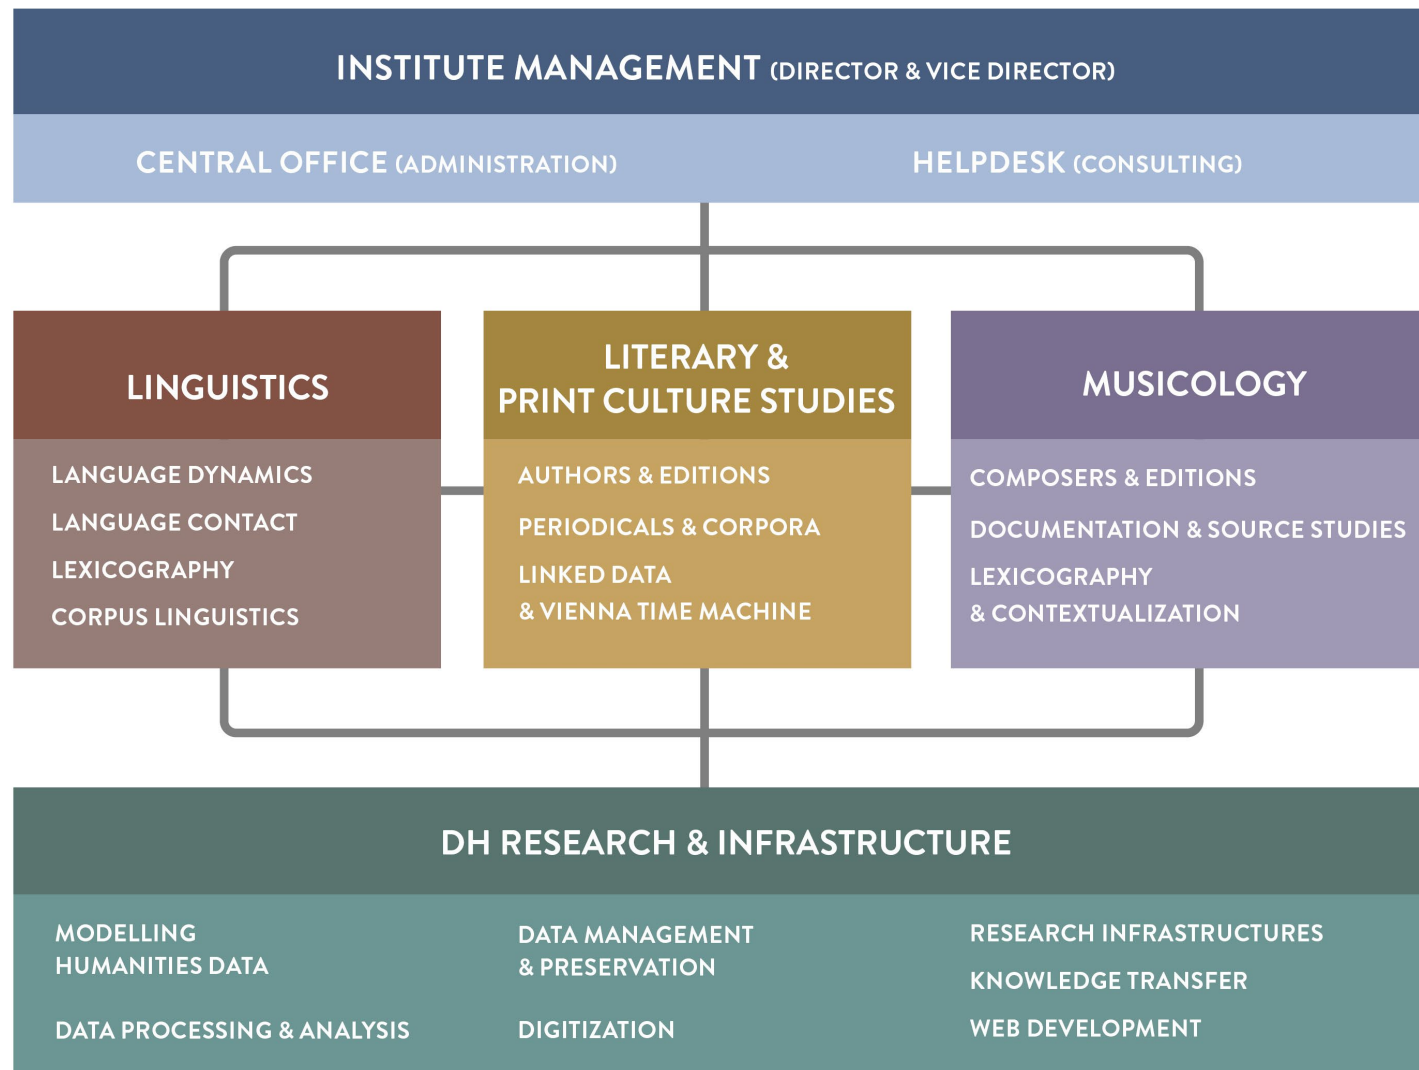 INSTITUTE MANAGEMENT (DIRECTOR & VICE DIRECTOR)
CENTRAL OFFICE (ADMINISTRATION)
HELPDESK (CONSULTING)
LINGUISTICS
LANGUAGE DYNAMICS
LANGUAGE CONTACT
LEXICOGRAPHY
CORPUS LINGUISTICS
LITERARY &
PRINT CULTURE STUDIES
AUTHORS & EDITIONS
PERIODICALS & CORPORA
LINKED DATA
& VIENNA TIME MACHINE
MUSICOLOGY
COMPOSERS & EDITIONS
DOCUMENTATION & SOURCE STUDIES
LEXICOGRAPHY
& CONTEXTUALIZATION
DH RESEARCH & INFRASTRUCTURE
MODELLING
HUMANITIES DATA
DATA PROCESSING & ANALYSIS
DATA MANAGEMENT
& PRESERVATION
DIGITIZATION
RESEARCH INFRASTRUCTURES
KNOWLEDGE TRANSFER
WEB DEVELOPMENT